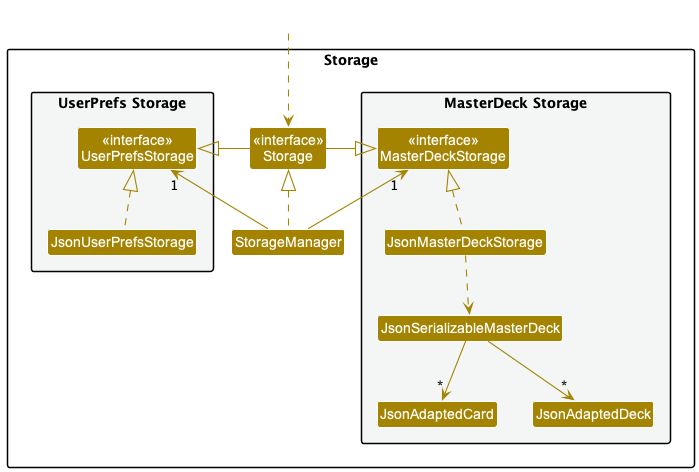 Storage
UserPrefs Storage
MasterDeck Storage
«interface»
UserPrefsStorage
«interface»
Storage
«interface»
MasterDeckStorage
1
1
JsonUserPrefsStorage
StorageManager
JsonMasterDeckStorage
JsonSerializableMasterDeck
*
*
JsonAdaptedCard
JsonAdaptedDeck